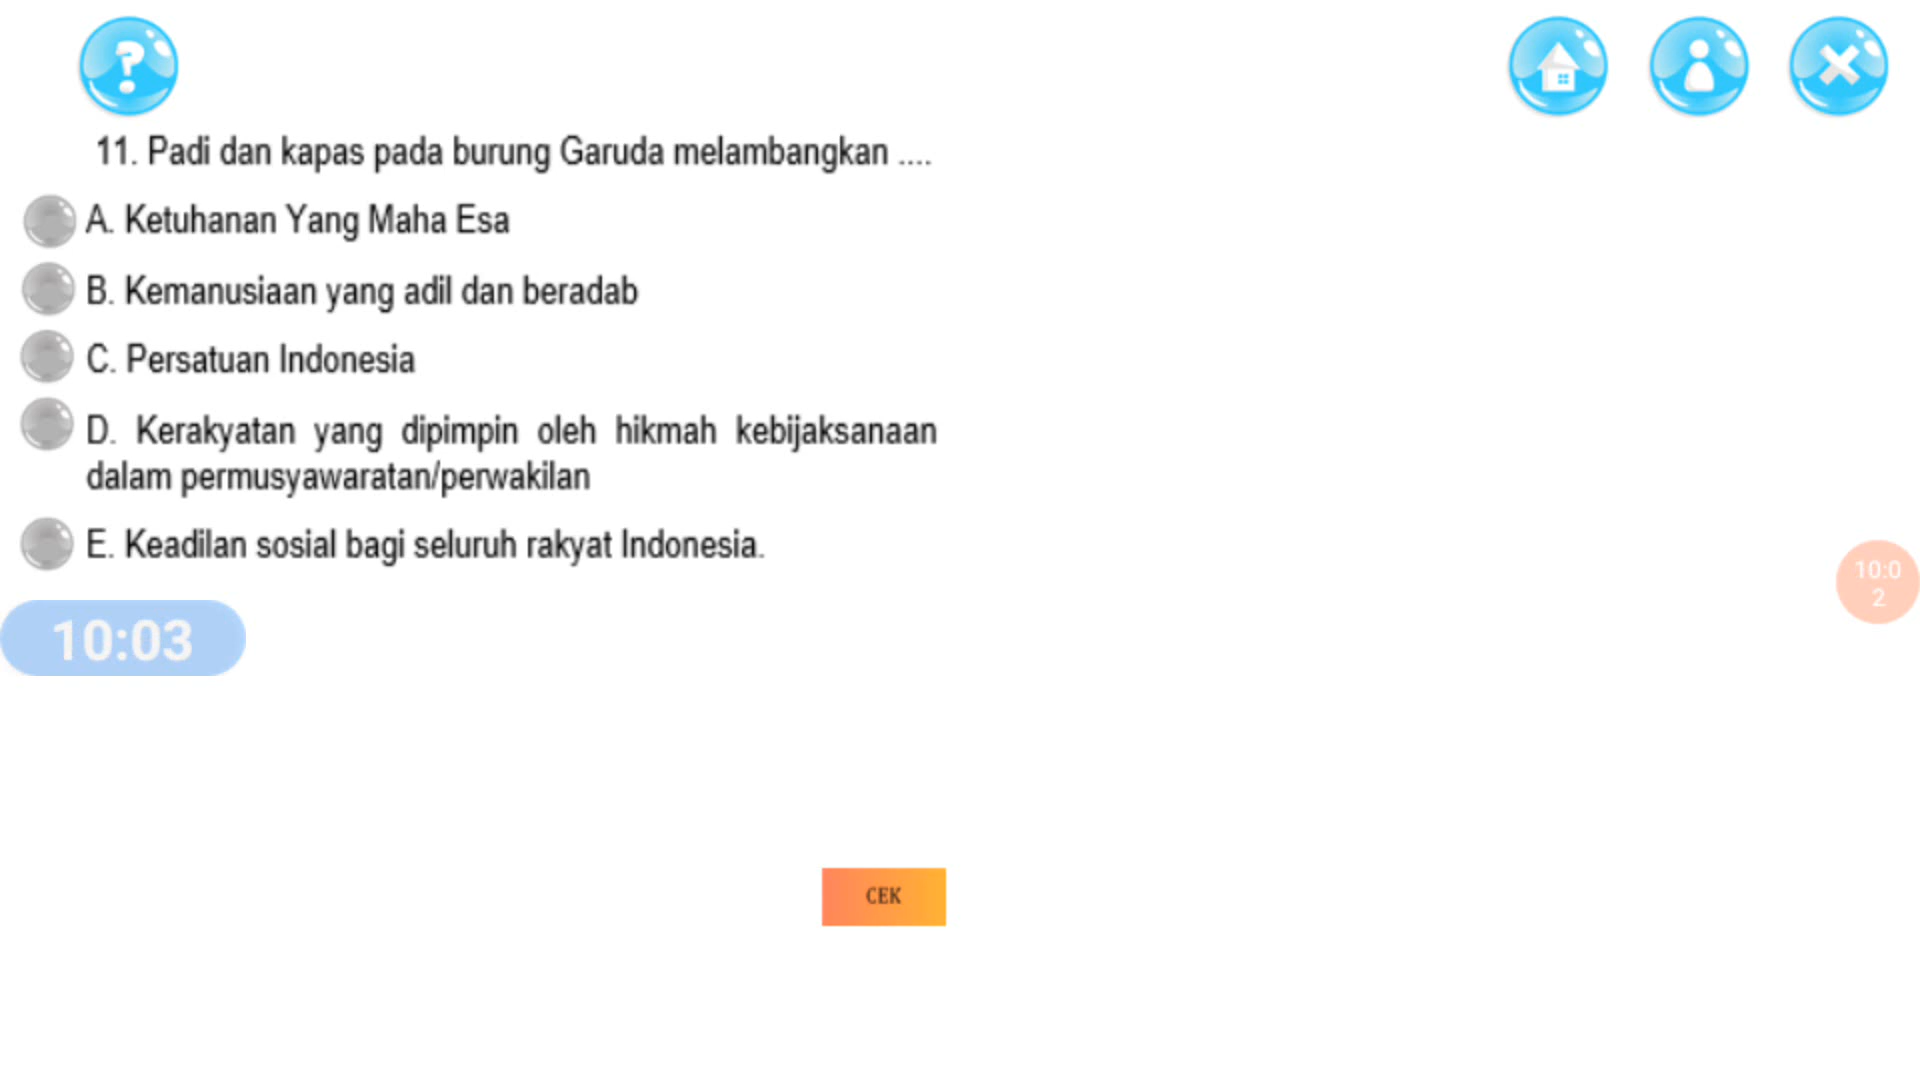 11. Padi dan kapas pada burung Garuda melambangkan ....
A. Ketuhanan Yang Maha Esa
B. Kemanusiaan yang adil dan beradab
C. Persatuan Indonesia
D. Kerakyatan yang dipimpin oleh hikmah kebijaksanaan
dalam permusyawaratan/perwakilan
E. Keadilan sosial bagi seluruh rakyat Indonesia.
10:0
2
10:03
CEK